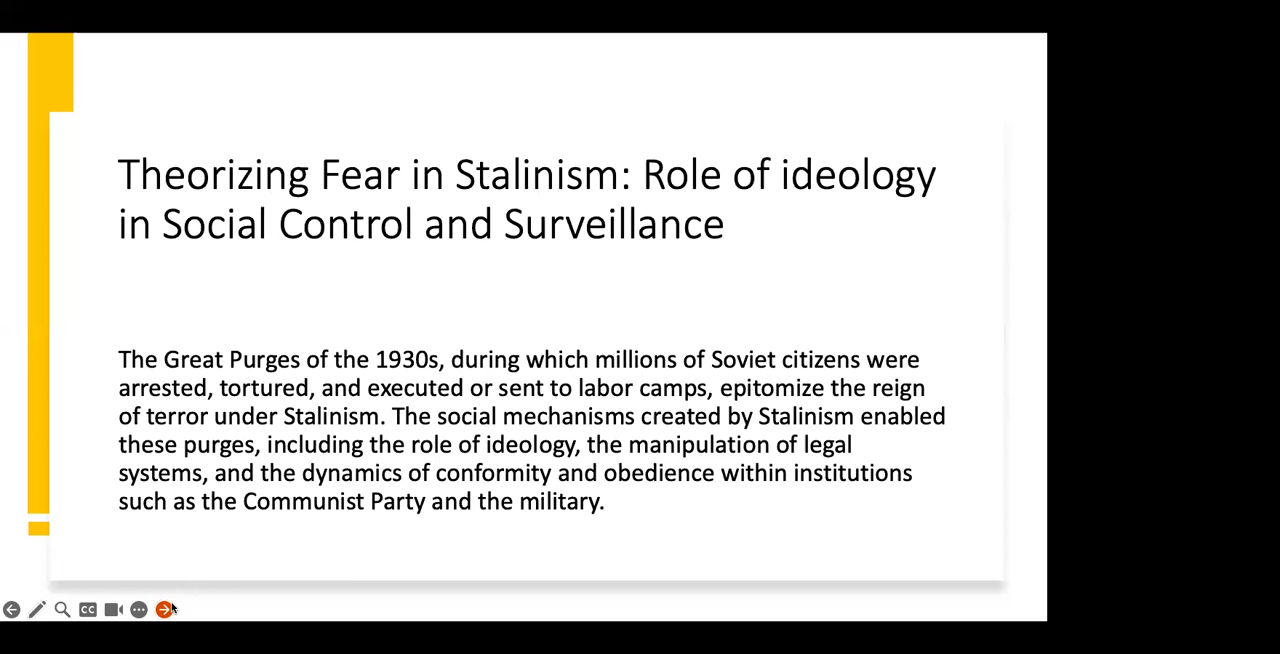 Theorizing Fear in Stalinism: Role of ideology
in Social Control and Surveillance
The Great Purges of the 1930s, during which millions of Soviet citizens were
arrested, tortured, and executed or sent to labor camps, epitomize the reign
of terror under Stalinism. The social mechanisms created by Stalinism enabled
these purges, including the role of ideology, the manipulation of legal
systems, and the dynamics of conformity and obedience within institutions
such as the Communist Party and the military.
CC